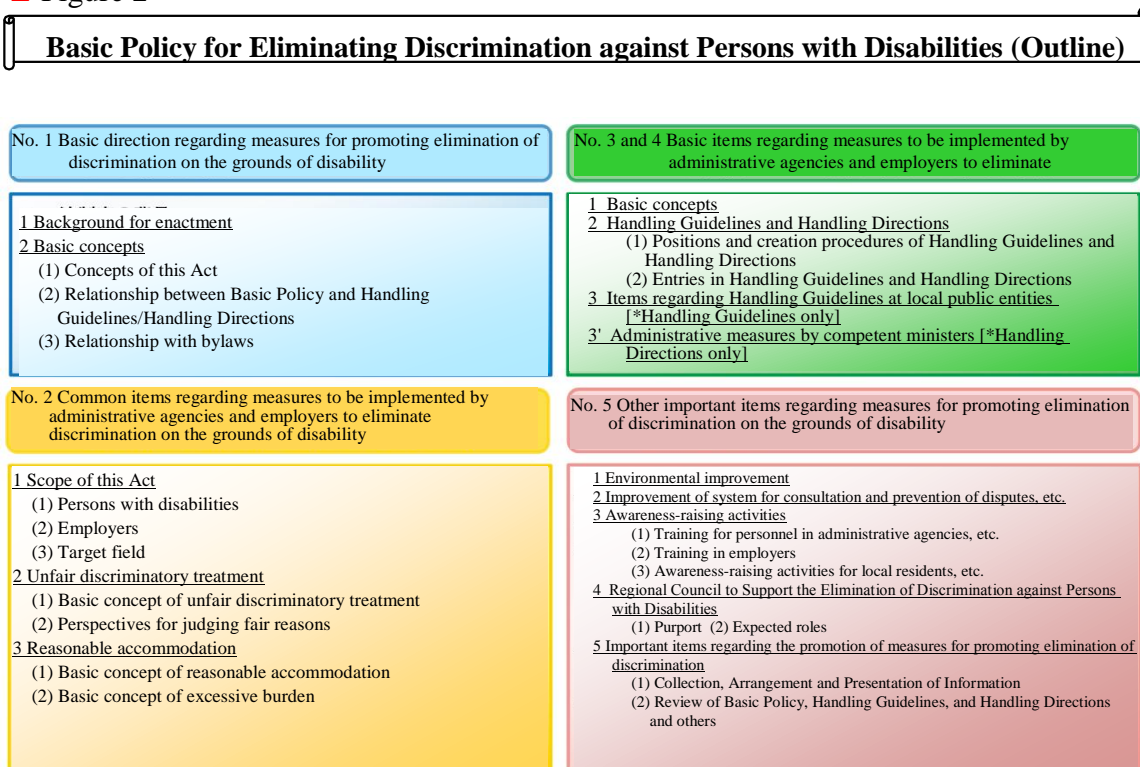 Basic Policy for Eliminating Discrimination against Persons with Disabilities (Outline)
No. 1 Basic direction regarding measures for promoting elimination of
discrimination on the grounds of disability
1 Background for enactment
2 Basic concepts
(1) Concepts of this Act
(2) Relationship between Basic Policy and Handling
Guidelines/Handling Directions
(3) Relationship with bylaws
No. 3 and 4 Basic items regarding measures to be implemented by
administrative agencies and employers to eliminate
1 Basic concepts
2 Handling Guidelines and Handling Directions
(1) Positions and creation procedures of Handling Guidelines and
Handling Directions
(2) Entries in Handling Guidelines and Handling Directions
3 Items regarding Handling Guidelines at local public entities
[*Handling Guidelines only]
3' Administrative measures by competent ministers [*Handling
Directions only]
No. 2 Common items regarding measures to be implemented by
administrative agencies and employers to eliminate
discrimination on the grounds of disability
1 Scope of this Act
(1) Persons with disabilities
(2) Employers
(3) Target field
2 Unfair discriminatory treatment
(1) Basic concept of unfair discriminatory treatment
(2) Perspectives for judging fair reasons
3 Reasonable accommodation
(1) Basic concept of reasonable accommodation
(2) Basic concept of excessive burden
No. 5 Other important items regarding measures for promoting elimination
of discrimination on the grounds of disability
1 Environmental improvement
2 Improvement of system for consultation and prevention of disputes, etc.
3 Awareness-raising activities
(1) Training for personnel in administrative agencies, etc.
(2) Training in employers
(3) Awareness-raising activities for local residents, etc.
4 Regional Council to Support the Elimination of Discrimination against Persons
with Disabilities
(1) Purport (2) Expected roles
5 Important items regarding the promotion of measures for promoting elimination of
discrimination
(1) Collection, Arrangement and Presentation of Information
(2) Review of Basic Policy, Handling Guidelines, and Handling Directions
and others